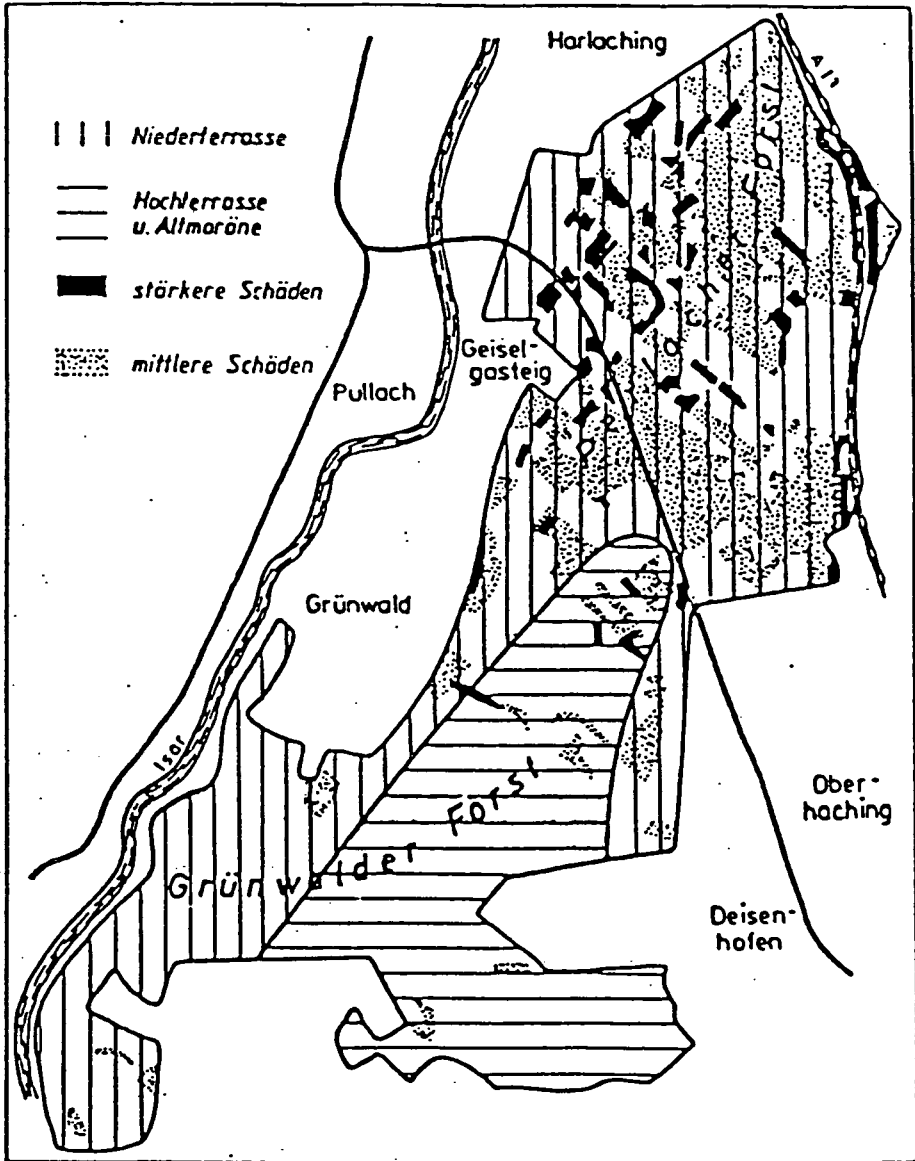 Harlaching
Niederterrasse
Hochterrasse
u. Altmoräne
stärkere Schäden
mittlere Schäden
Pullach
Geisel-
gasteig
Grünwald
Isar
Grünwalder Forst
Ober-
haching
Deisen-
hofen
Forst